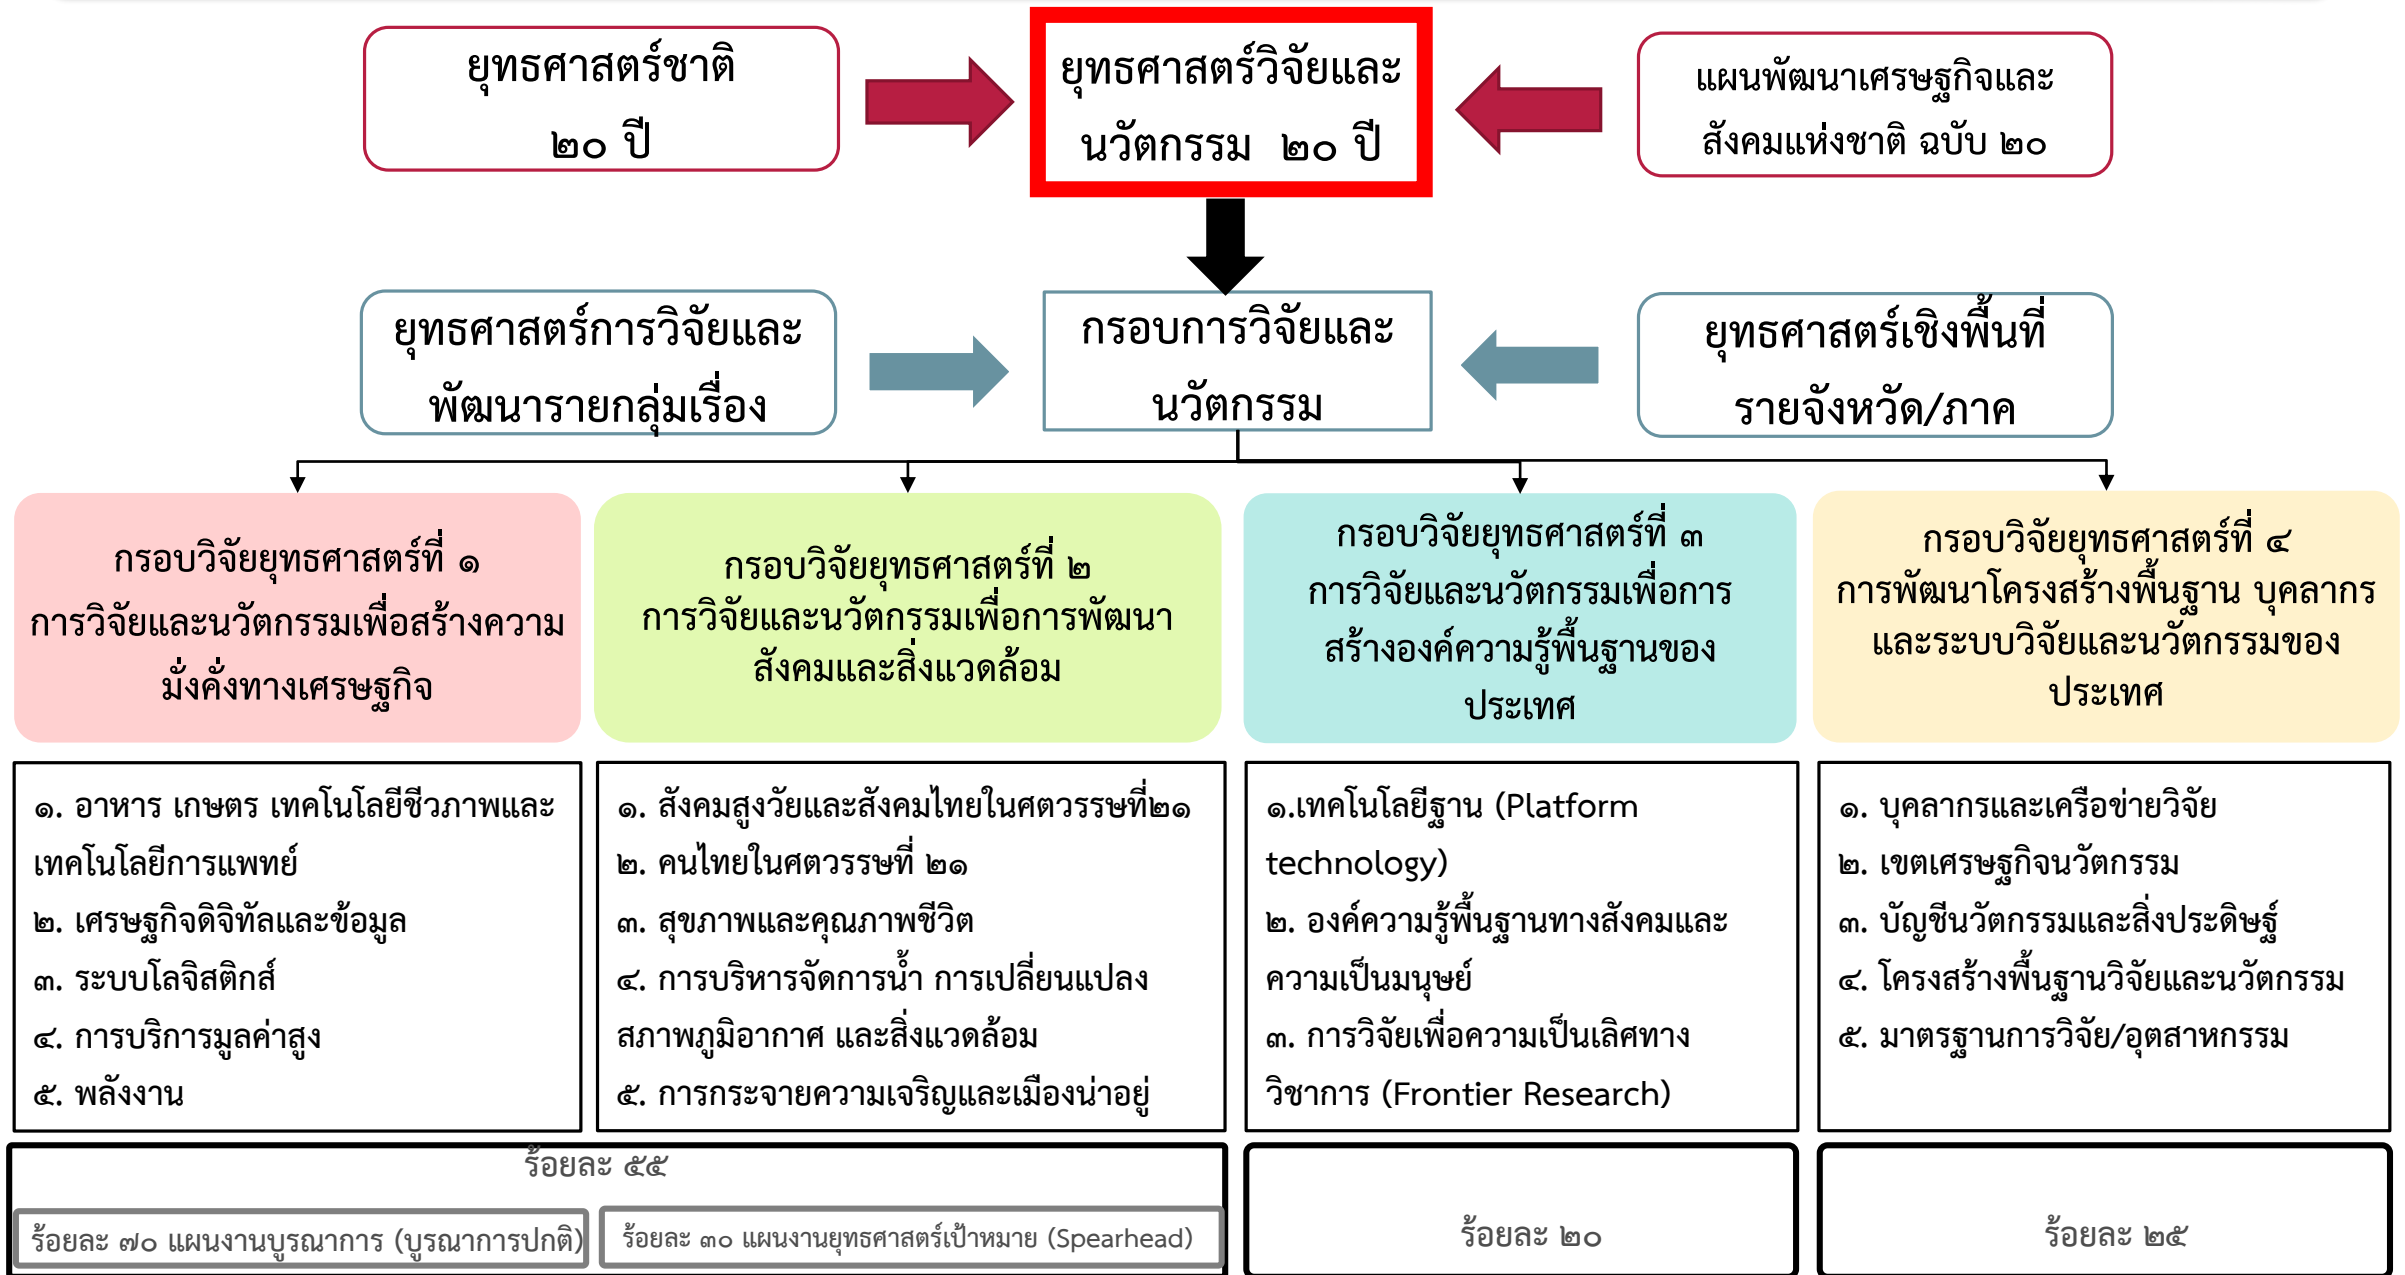 ยุทธศาสตร์ชาติ
๒๐ ปี
ยุทธศาสตร์วิจัยและ
นวัตกรรม ๒๐ ปี
แผนพัฒนาเศรษฐกิจและ
สังคมแห่งชาติ ฉบับ ๒๐
ยุทธศาสตร์การวิจัยและ
พัฒนารายกลุ่มเรื่อง
กรอบการวิจัยและ
นวัตกรรม
ยุทธศาสตร์เชิงพื้นที่
รายจังหวัด/ภาค
กรอบวิจัยยุทธศาสตร์ที่ ๑
การวิจัยและนวัตกรรมเพื่อสร้างความ
มั่งคั่งทางเศรษฐกิจ
กรอบวิจัยยุทธศาสตร์ที่ ๒
การวิจัยและนวัตกรรมเพื่อการพัฒนา
สังคมและสิ่งแวดล้อม
กรอบวิจัยยุทธศาสตร์ที่ ๓
การวิจัยและนวัตกรรมเพื่อการ
สร้างองค์ความรู้พื้นฐานของ
ประเทศ
กรอบวิจัยยุทธศาสตร์ที่ ๔
การพัฒนาโครงสร้างพื้นฐาน บุคลากร
และระบบวิจัยและนวัตกรรมของ
ประเทศ
๑. อาหาร เกษตร เทคโนโลยีชีวภาพและ
เทคโนโลยีการแพทย์
๒. เศรษฐกิจดิจิทัลและข้อมูล
๓. ระบบโลจิสติกส์
๔. การบริการมูลค่าสูง
๕. พลังงาน
๑. สังคมสูงวัยและสังคมไทยในศตวรรษที่๒๑
๒. คนไทยในศตวรรษที่ ๒๑
๓. สุขภาพและคุณภาพชีวิต
๔. การบริหารจัดการน้ำ การเปลี่ยนแปลง
สภาพภูมิอากาศ และสิ่งแวดล้อม
๕. การกระจายความเจริญและเมืองน่าอยู่
๑.เทคโนโลยีฐาน (Platform
technology)
๒. องค์ความรู้พื้นฐานทางสังคมและ
ความเป็นมนุษย์
๓. การวิจัยเพื่อความเป็นเลิศทาง
วิชาการ (Frontier Research)
๑. บุคลากรและเครือข่ายวิจัย
๒. เขตเศรษฐกิจนวัตกรรม
๓. บัญชีนวัตกรรมและสิ่งประดิษฐ์
๔. โครงสร้างพื้นฐานวิจัยและนวัตกรรม
๕. มาตรฐานการวิจัย/อุตสาหกรรม
ร้อยละ ๕๕
ร้อยละ ๗๐ แผนงานบูรณาการ (บูรณาการปกติ)
ร้อยละ ๓๐ แผนงานยุทธศาสตร์เป้าหมาย (Spearhead)
ร้อยละ ๒๐
ร้อยละ ๒๕